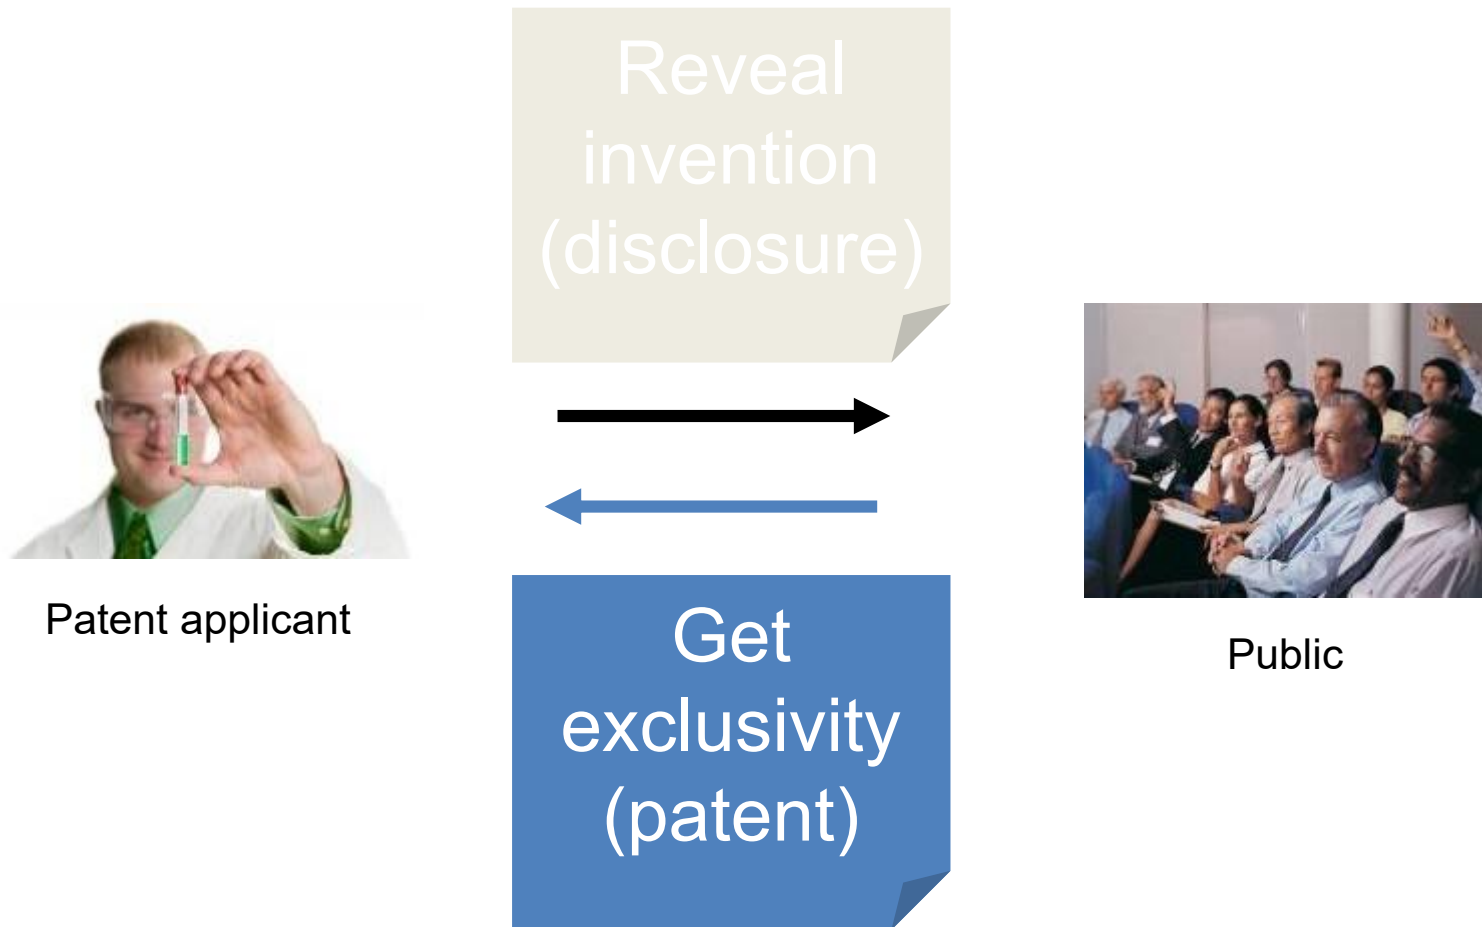 Reveal
invention
(disclosure)
Patent applicant
Public
Get
exclusivity
(patent)